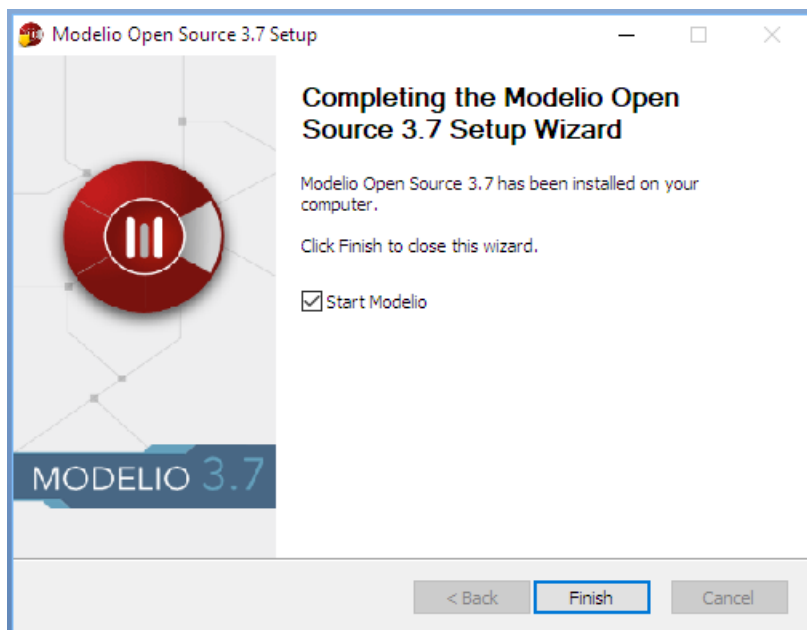 Modelio Open Source 3.7 Setup
Completing the Modelio Open
Source 3.7 Setup Wizard
Modelio Open Source 3.7 has been installed on your
computer.
Click Finish to close this wizard.
Start Modelio
MODELIO 3.7
< Back
Finish
Cancel